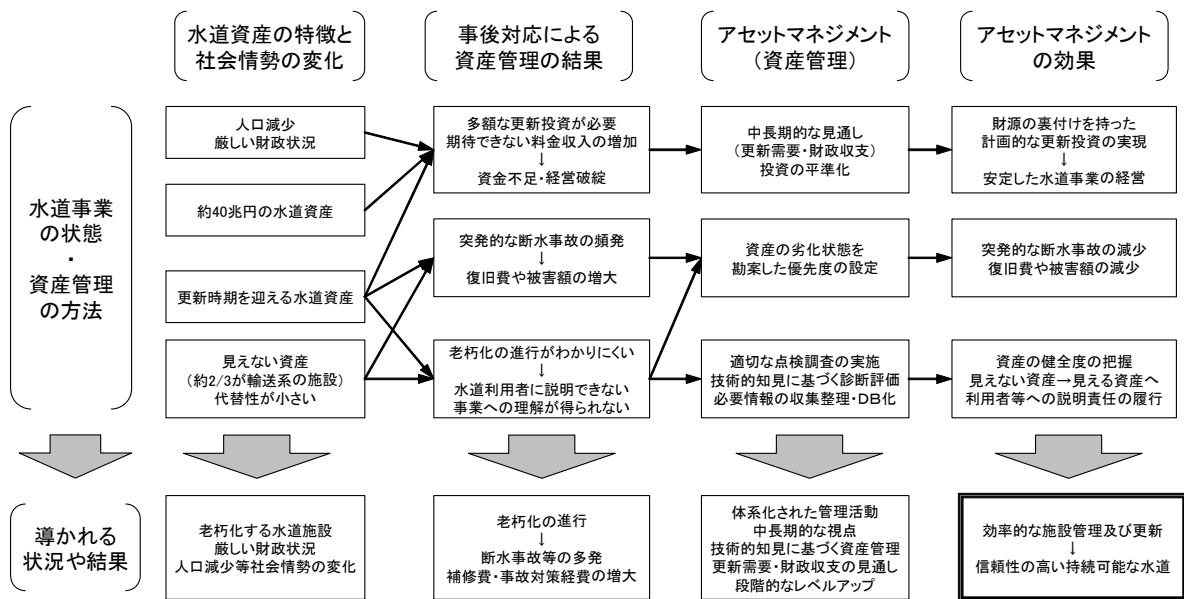 水道資産の特徴と
社会情勢の変化
事後対応による
資産管理の結果
アセットマネジメント
（資産管理）
アセットマネジメント
の効果
水道事業
の状態
・
資産管理
の方法
人口減少
厳しい財政状況
約40兆円の水道資産
更新時期を迎える水道資産
見えない資産
（約2/3が輸送系の施設）
代替性が小さい
多額な更新投資が必要
期待できない料金収入の増加
↓
資金不足・経営破綻
突発的な断水事故の頻発
↓
復旧費や被害額の増大
老朽化の進行がわかりにくい
↓
水道利用者に説明できない
事業への理解が得られない
中長期的な見通し
（更新需要・財政収支）
投資の平準化
資産の劣化状態を
勘案した優先度の設定
適切な点検調査の実施
技術的知見に基づく診断評価
必要情報の収集整理・DB化
財源の裏付けを持った
計画的な更新投資の実現
↓
安定した水道事業の経営
突発的な断水事故の減少
復旧費や被害額の減少
資産の健全度の把握
見えない資産→見える資産へ
利用者等への説明責任の履行
導かれる
状況や結果
老朽化する水道施設
厳しい財政状況
人口減少等社会情勢の変化
老朽化の進行
↓
断水事故等の多発
補修費・事故対策経費の増大
体系化された管理活動
中長期的な視点
技術的知見に基づく資産管理
更新需要・財政収支の見通し
段階的なレベルアップ
効率的な施設管理及び更新
↓
信頼性の高い持続可能な水道